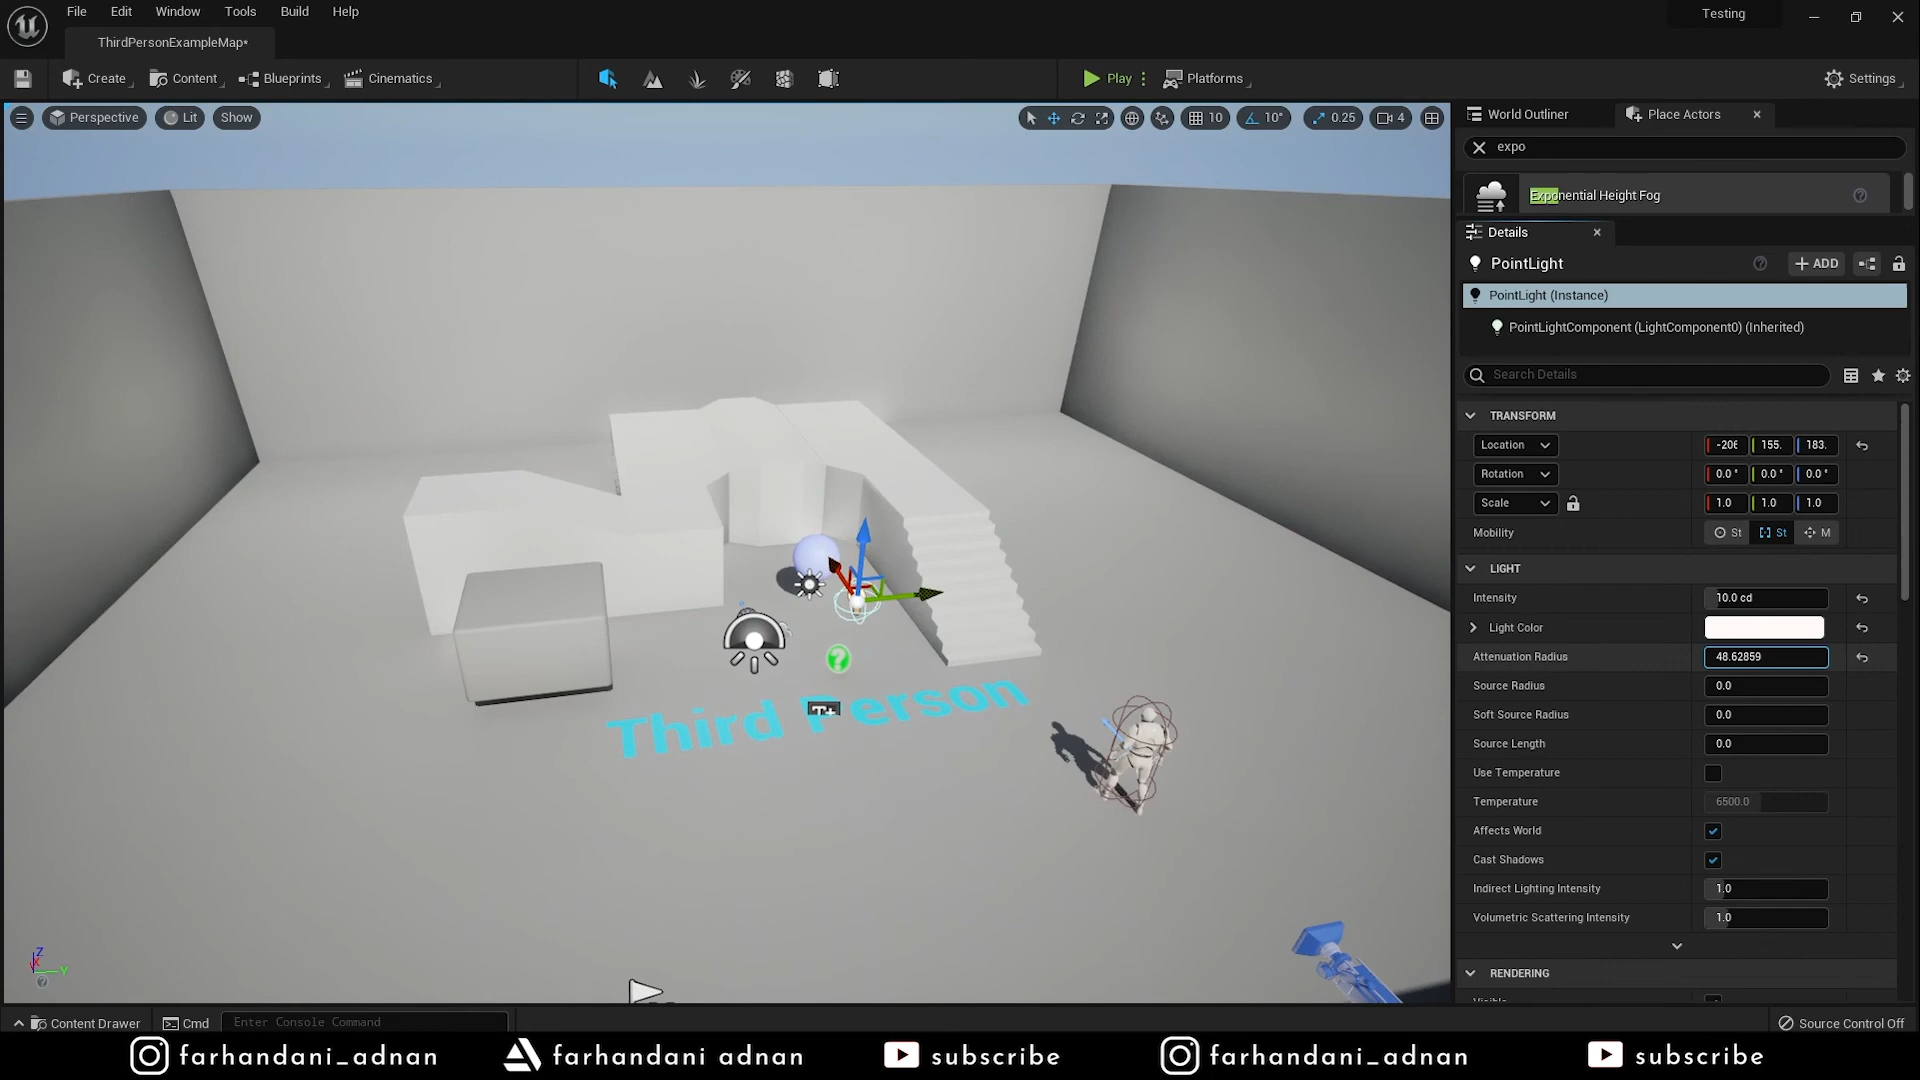 File Edit Window Tools Build Help
Testing
ThirdPersonExampleMap*
Create Content Blueprints Cinematics
Play Platforms Settings
Perspective Lit Show
10 10° 0.25 4
World Outliner Place Actors
expo
Exponential Height Fog
Details
PointLight
ADD
PointLight (Instance)
PointLightComponent (LightComponent0) (Inherited)
Search Details
TRANSFORM
Location 155. 183.
Rotation 0.0° 0.0° 0.0°
Scale 1.0 1.0 1.0
Mobility St St M
LIGHT
Intensity 10.0 cd
Light Color
Attenuation Radius 48.62859
Source Radius 0.0
Soft Source Radius 0.0
Source Length 0.0
Use Temperature
Temperature 6500.0
Affects World
Cast Shadows
Indirect Lighting Intensity 1.0
Volumetric Scattering Intensity 1.0
RENDERING
Third Person
T+
Z
X
Y
Content Drawer Cmd Enter Console Command
Source Control Off
farhandani_adnan farhandani adnan subscribe farhandani_adnan subscribe